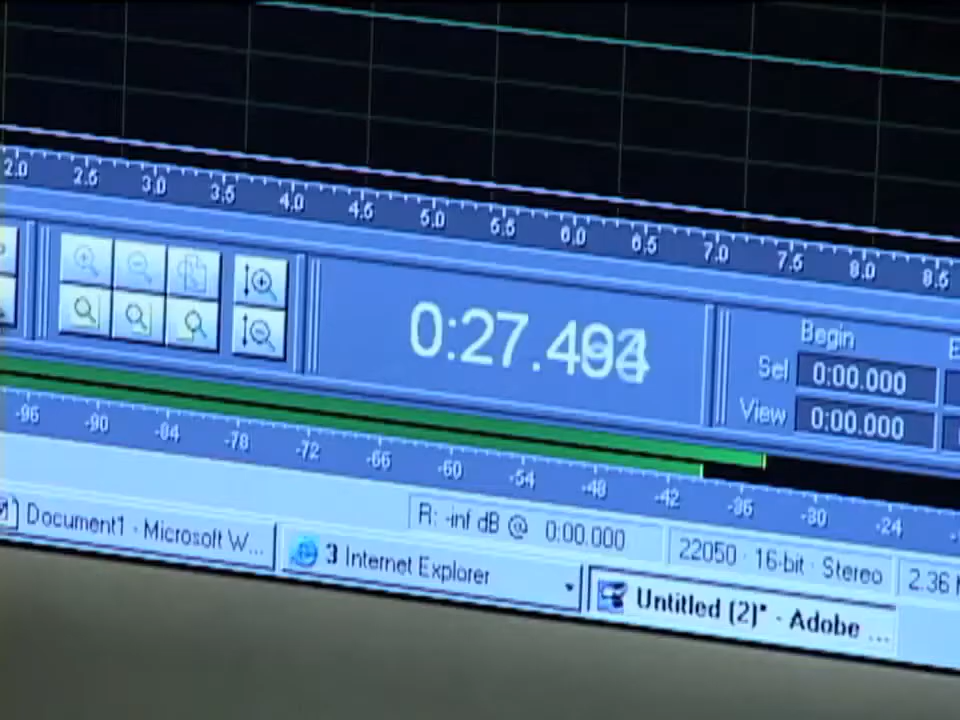 2.0 2.5 3.0 3.5 4.0 4.5 5.0 5.5 6.0 6.5 7.0 7.5 8.0 8.5
Begin
0:27.4
Sel 0:00.000
View 0:00.000
-96 -90 -84 -78 -72 -66 -60 -54 -48 -42 -36 -30 -24
R: -inf dB @ 0:00.000
22050 · 16-bit · Stereo
2.36
Document1 - Microsoft W...
3 Internet Explorer
Untitled (2)* - Adobe ...